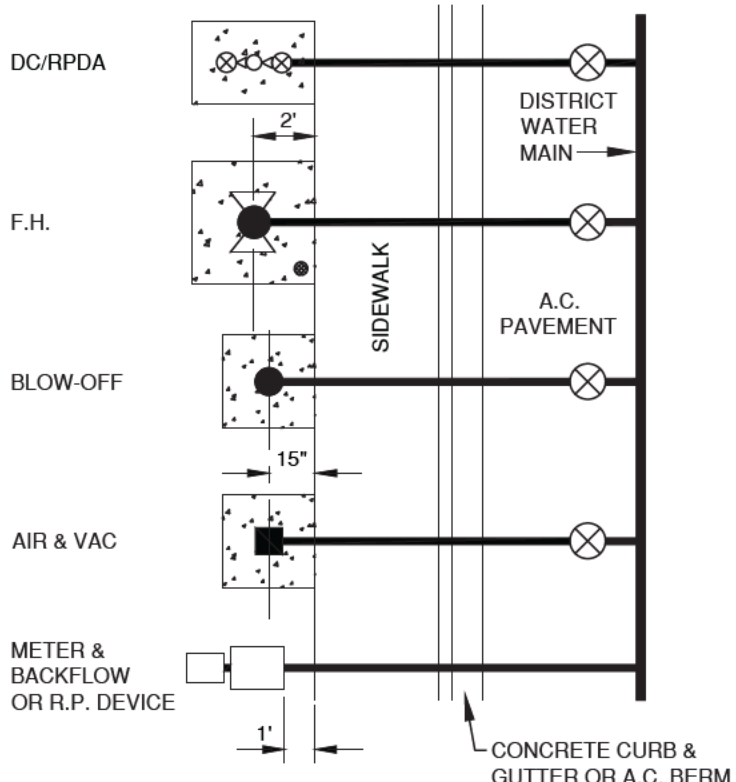 DC/RPDA
DISTRICT
WATER
MAIN
2'
F.H.
SIDEWALK
A.C.
PAVEMENT
BLOW-OFF
15"
AIR & VAC
METER &
BACKFLOW
OR R.P. DEVICE
1'
CONCRETE CURB &
GUTTER OR A.C. BERM